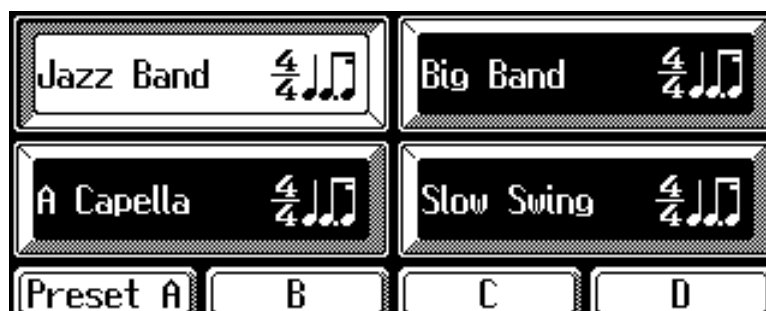 Jazz Band 4/4
Big Band 4/4
A Capella 4/4
Slow Swing 4/4
Preset A B C D